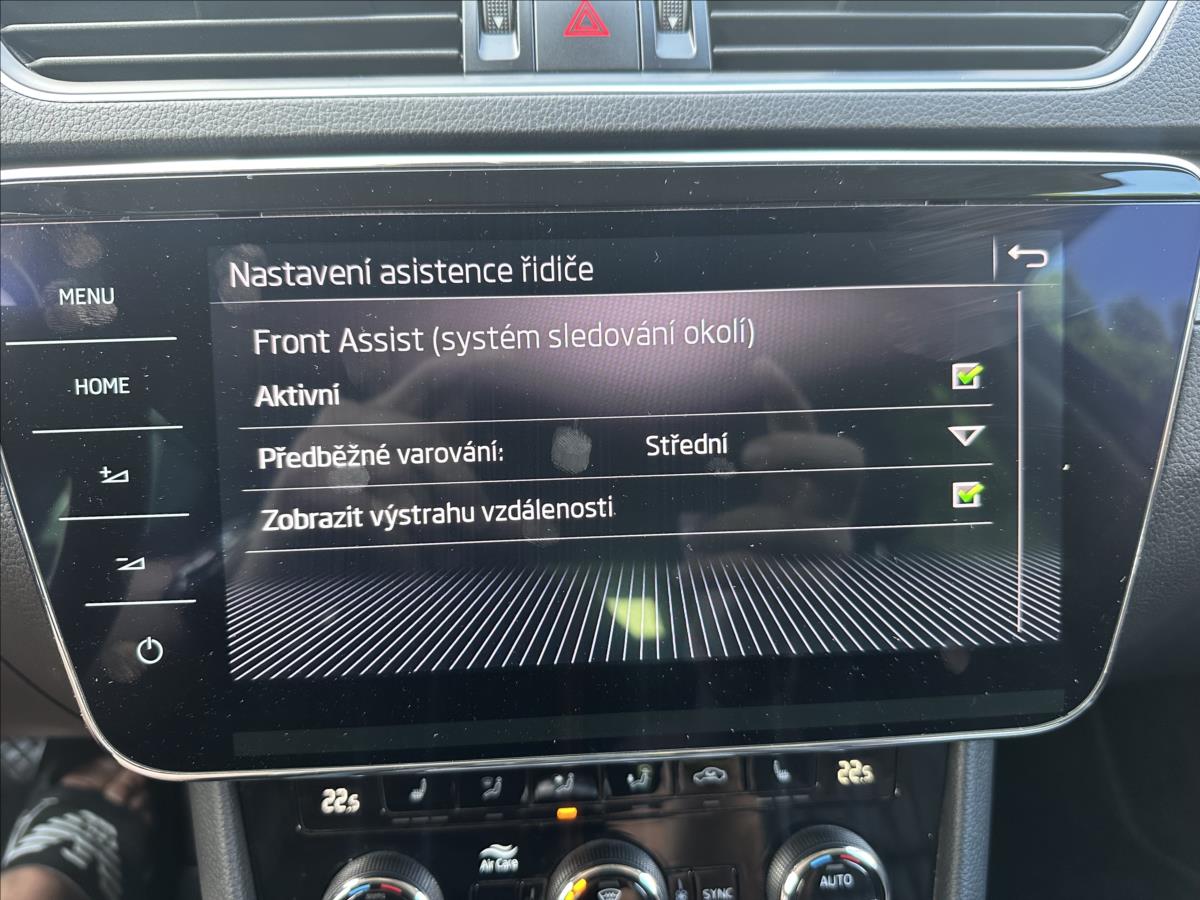 Nastavení asistence řidiče
MENU
Front Assist (systém sledování okolí)
HOME
Aktivní
Předběžné varování: Střední
Zobrazit výstrahu vzdálenosti
22,5
22,5
Air Care
SYNC
AUTO